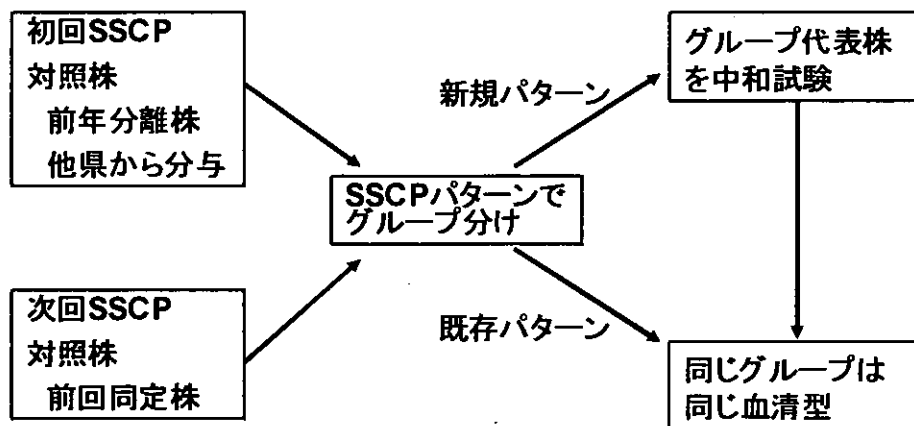 初回SSCP
対照株
前年分離株
他県から分与
次回SSCP
対照株
前回同定株
SSCPパターンで
グループ分け
新規パターン
既存パターン
グループ代表株
を中和試験
同じグループは
同じ血清型